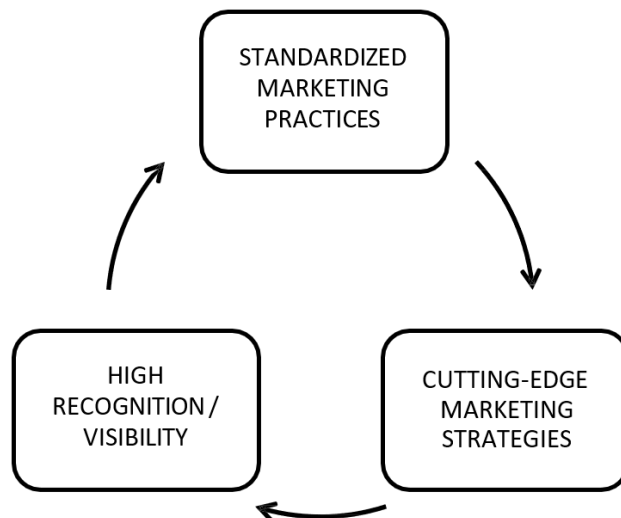 STANDARDIZED
MARKETING
PRACTICES
HIGH
RECOGNITION/
VISIBILITY
CUTTING-EDGE
MARKETING
STRATEGIES